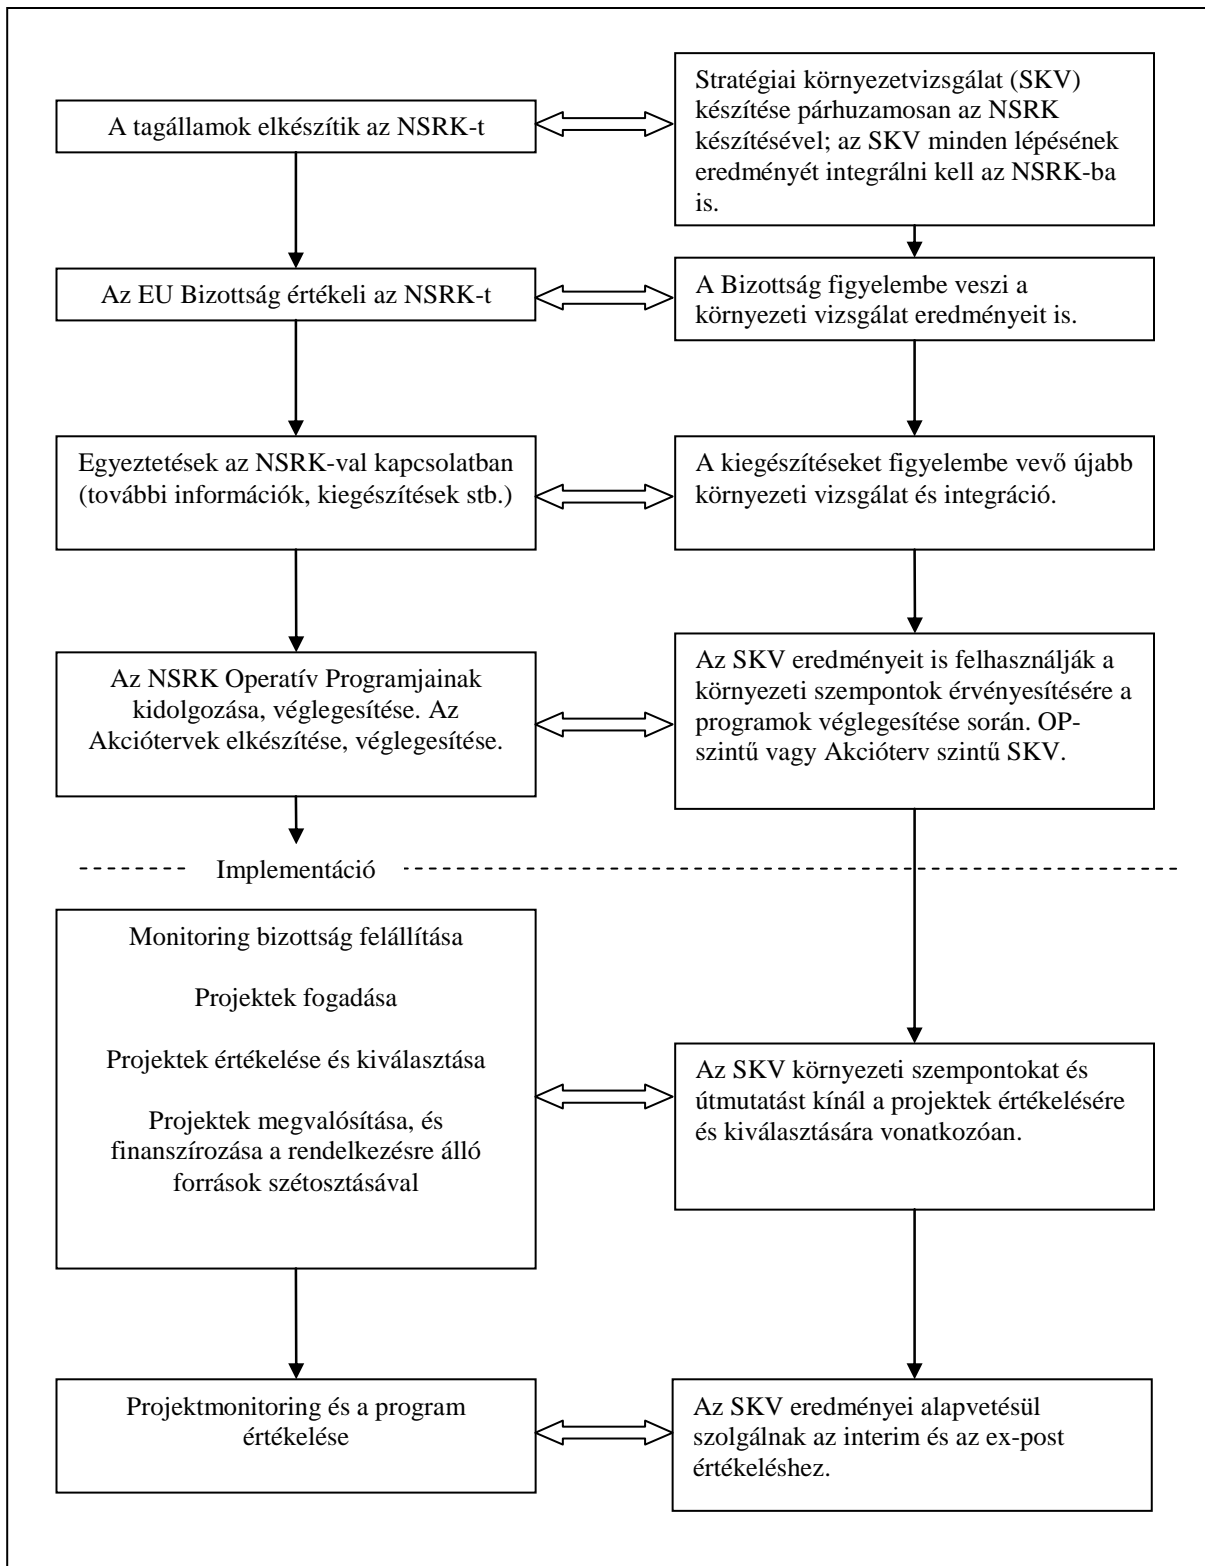 A tagállamok elkészítik az NSRK-t
Stratégiai környezetvizsgálat (SKV)
készítése párhuzamosan az NSRK
készítésével; az SKV minden lépésének
eredményét integrálni kell az NSRK-ba
is.
Az EU Bizottság értékeli az NSRK-t
A Bizottság figyelembe veszi a
környezeti vizsgálat eredményeit is.
Egyeztetések az NSRK-val kapcsolatban
(további információk, kiegészítések stb.)
A kiegészítéseket figyelembe vevő újabb
környezeti vizsgálat és integráció.
Az NSRK Operatív Programjainak
kidolgozása, véglegesítése. Az
Akciótervek elkészítése, véglegesítése.
Az SKV eredményeit is felhasználják a
környezeti szempontok érvényesítésére a
programok véglegesítése során. OP-
szintű vagy Akcióterv szintű SKV.
Implementáció
Monitoring bizottság felállítása
Projektek fogadása
Projektek értékelése és kiválasztása
Projektek megvalósítása, és
finanszírozása a rendelkezésre álló
források szétosztásával
Az SKV környezeti szempontokat és
útmutatást kínál a projektek értékelésére
és kiválasztására vonatkozóan.
Projektmonitoring és a program
értékelése
Az SKV eredményei alapvetésül
szolgálnak az interim és az ex-post
értékeléshez.